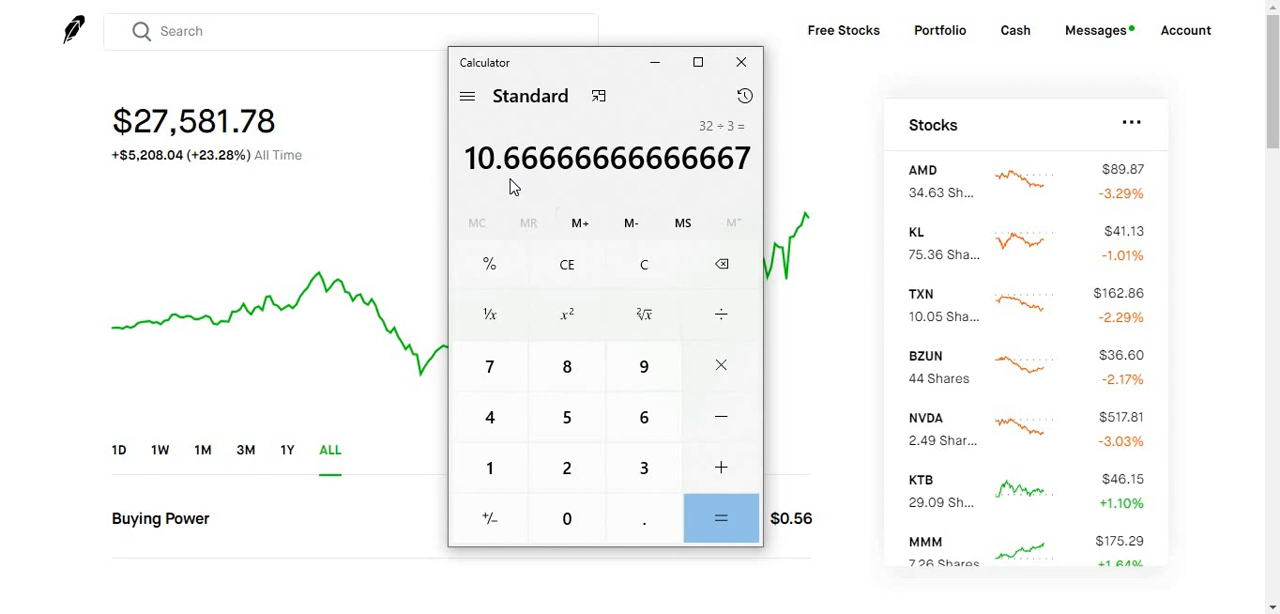 Search
Free Stocks Portfolio Cash Messages Account
$27,581.78
+$5,208.04 (+23.28%) All Time
1D 1W 1M 3M 1Y ALL
Buying Power $0.56
Calculator
Standard
32 ÷ 3 =
10.66666666666667
MC MR M+ M- MS M˅
% CE C
¹/x x² ²√x ÷
7 8 9 ×
4 5 6 −
1 2 3 +
+/− 0 . =
Stocks
AMD $89.87
34.63 Sh... -3.29%
KL $41.13
75.36 Sha... -1.01%
TXN $162.86
10.05 Sha... -2.29%
BZUN $36.60
44 Shares -2.17%
NVDA $517.81
2.49 Shar... -3.03%
KTB $46.15
29.09 Sh... +1.10%
MMM $175.29
7.26 Shares +1.64%